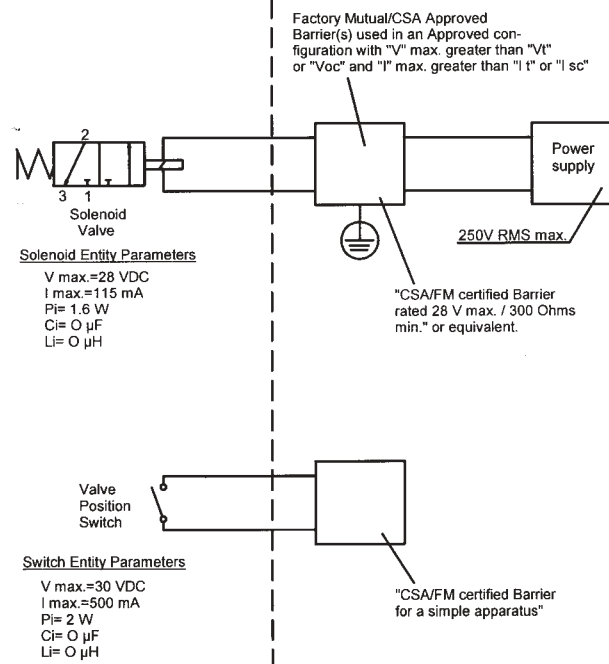 Factory Mutual/CSA Approved
Barrier(s) used in an Approved con-
figuration with "V" max. greater than "Vt"
or "Voc" and "I" max. greater than "I t" or "I sc"
2
3 1
Solenoid
Valve
Power
supply
250V RMS max.
Solenoid Entity Parameters
V max.=28 VDC
I max.=115 mA
Pi= 1.6 W
Ci= O µF
Li= O µH
"CSA/FM certified Barrier
rated 28 V max. / 300 Ohms
min." or equivalent.
Valve
Position
Switch
Switch Entity Parameters
V max.=30 VDC
I max.=500 mA
Pi= 2 W
Ci= O µF
Li= O µH
"CSA/FM certified Barrier
for a simple apparatus"